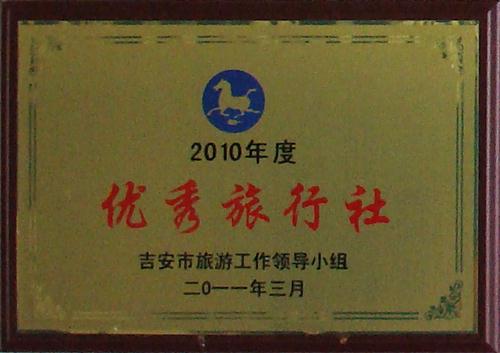 2010年度
优秀旅行社
吉安市旅游工作领导小组
二0一一年三月